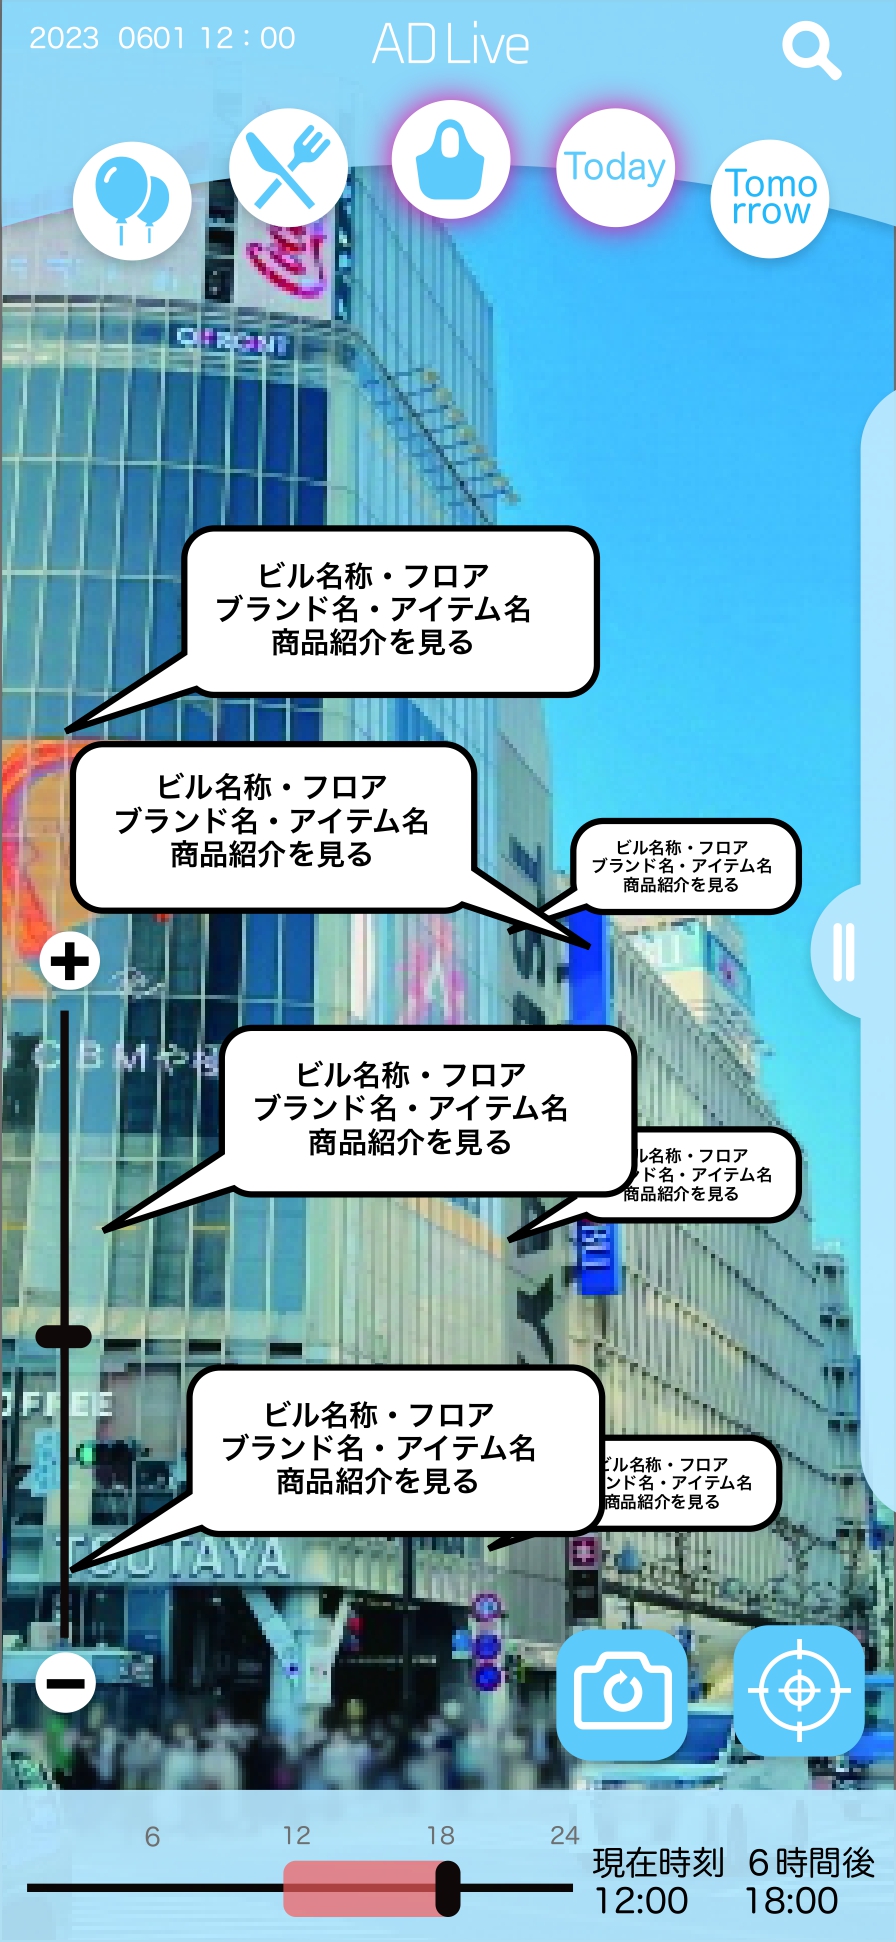 2023 0601 12：00
AD Live
Today
Tomo
rrow
ビル名称・フロア
ブランド名・アイテム名
商品紹介を見る
ビル名称・フロア
ブランド名・アイテム名
商品紹介を見る
ビル名称・フロア
ブランド名・アイテム名
商品紹介を見る
ビル名称・フロア
ブランド名・アイテム名
商品紹介を見る
ル名称・フロア
ンド名・アイテム名
商品紹介を見る
OFFEE
ビル名称・フロア
ブランド名・アイテム名
商品紹介を見る
ビル名称・フロア
ンド名・アイテム名
商品紹介を見る
TSUTAYA
6 12 18 24
現在時刻 6時間後
12:00 18:00